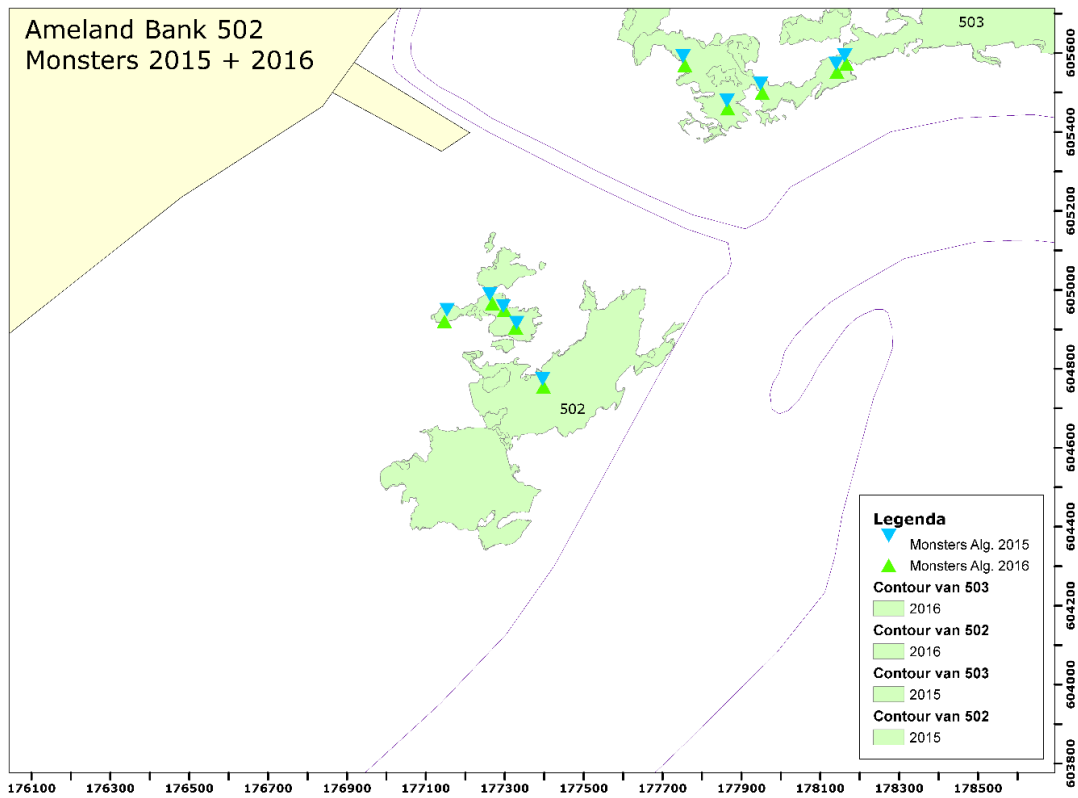 Ameland Bank 502
Monsters 2015 + 2016
503
502
605600
605400
605200
605000
604800
604600
604400
604200
604000
603800
Legenda
Monsters Alg. 2015
Monsters Alg. 2016
Contour van 503
2016
Contour van 502
2016
Contour van 503
2015
Contour van 502
2015
176100 176300 176500 176700 176900 177100 177300 177500 177700 177900 178100 178300 178500